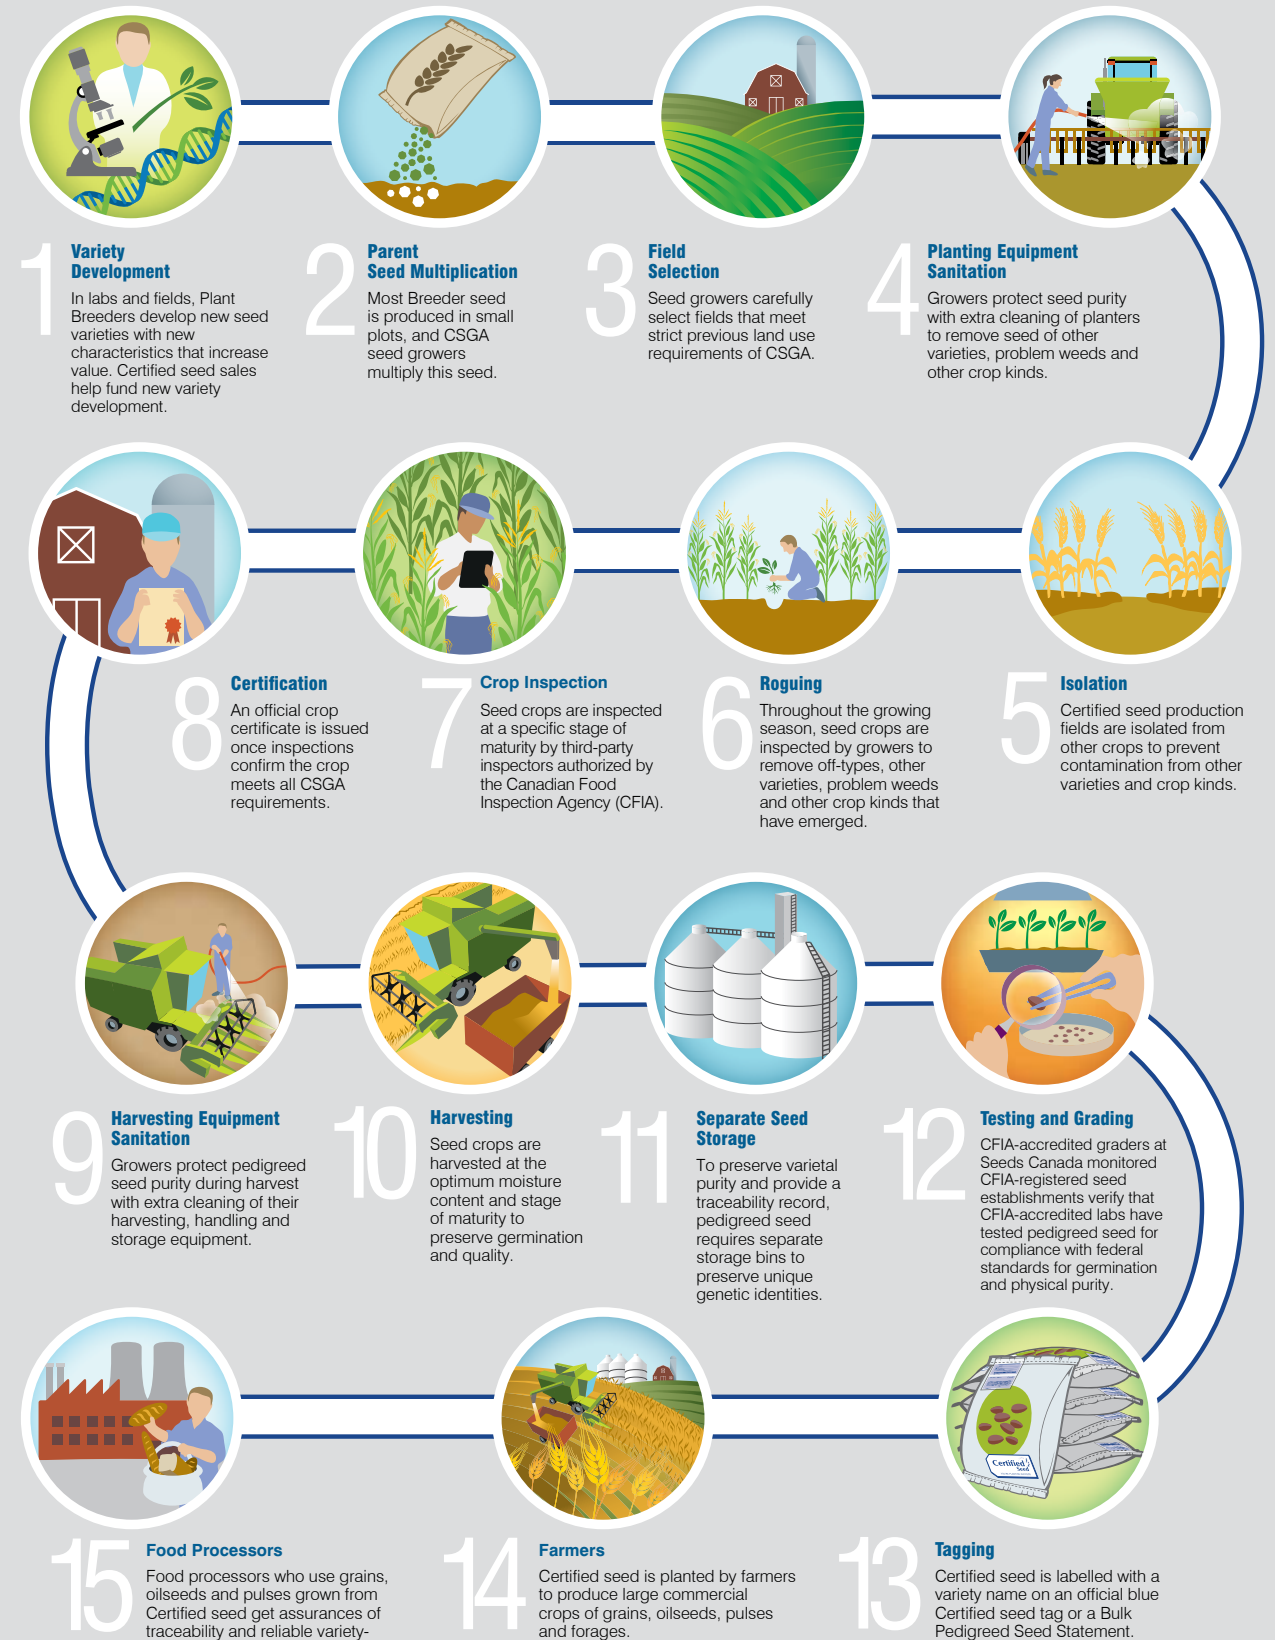 1
Variety
Development
In labs and fields, Plant
Breeders develop new seed
varieties with new
characteristics that increase
value. Certified seed sales
help fund new variety
development.
2
Parent
Seed Multiplication
Most Breeder seed
is produced in small
plots, and CSGA
seed growers
multiply this seed.
3
Field
Selection
Seed growers carefully
select fields that meet
strict previous land use
requirements of CSGA.
4
Planting Equipment
Sanitation
Growers protect seed purity
with extra cleaning of planters
to remove seed of other
varieties, problem weeds and
other crop kinds.
5
Isolation
Certified seed production
fields are isolated from
other crops to prevent
contamination from other
varieties and crop kinds.
6
Roguing
Throughout the growing
season, seed crops are
inspected by growers to
remove off-types, other
varieties, problem weeds
and other crop kinds that
have emerged.
7
Crop Inspection
Seed crops are inspected
at a specific stage of
maturity by third-party
inspectors authorized by
the Canadian Food
Inspection Agency (CFIA).
8
Certification
An official crop
certificate is issued
once inspections
confirm the crop
meets all CSGA
requirements.
9
Harvesting Equipment
Sanitation
Growers protect pedigreed
seed purity during harvest
with extra cleaning of their
harvesting, handling and
storage equipment.
10
Harvesting
Seed crops are
harvested at the
optimum moisture
content and stage
of maturity to
preserve germination
and quality.
11
Separate Seed
Storage
To preserve varietal
purity and provide a
traceability record,
pedigreed seed
requires separate
storage bins to
preserve unique
genetic identities.
12
Testing and Grading
CFIA-accredited graders at
Seeds Canada monitored
CFIA-registered seed
establishments verify that
CFIA-accredited labs have
tested pedigreed seed for
compliance with federal
standards for germination
and physical purity.
Certified
Seed
13
Tagging
Certified seed is labelled with a
variety name on an official blue
Certified seed tag or a Bulk
Pedigreed Seed Statement.
14
Farmers
Certified seed is planted by farmers
to produce large commercial
crops of grains, oilseeds, pulses
and forages.
15
Food Processors
Food processors who use grains,
oilseeds and pulses grown from
Certified seed get assurances of
traceability and reliable variety-